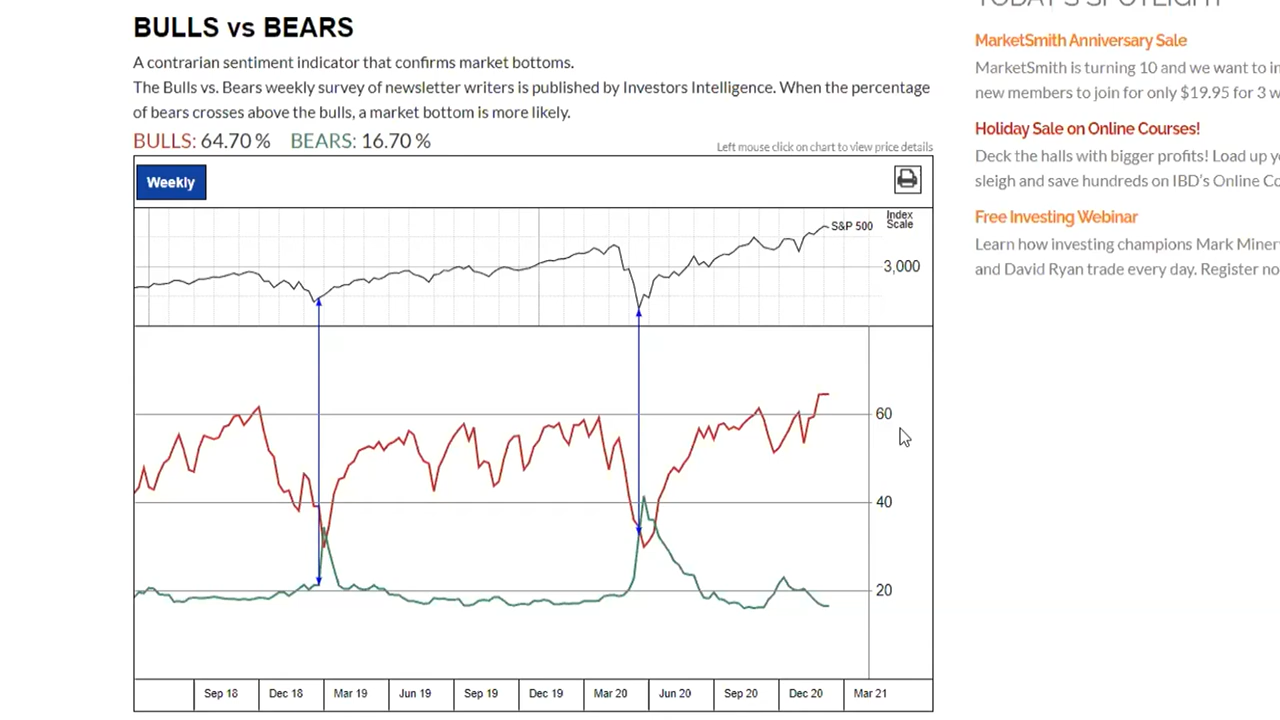 BULLS vs BEARS
A contrarian sentiment indicator that confirms market bottoms.
The Bulls vs. Bears weekly survey of newsletter writers is published by Investors Intelligence. When the percentage
of bears crosses above the bulls, a market bottom is more likely.
BULLS: 64.70 % BEARS: 16.70 %
Left mouse click on chart to view price details
Weekly
Index
Scale
S&P 500
3,000
60
40
20
Sep 18 Dec 18 Mar 19 Jun 19 Sep 19 Dec 19 Mar 20 Jun 20 Sep 20 Dec 20 Mar 21
TODAY'S SPOTLIGHT
MarketSmith Anniversary Sale
MarketSmith is turning 10 and we want to
new members to join for only $19.95 for 3
Holiday Sale on Online Courses!
Deck the halls with bigger profits! Load up
sleigh and save hundreds on IBD's Online
Free Investing Webinar
Learn how investing champions Mark
and David Ryan trade every day. Register